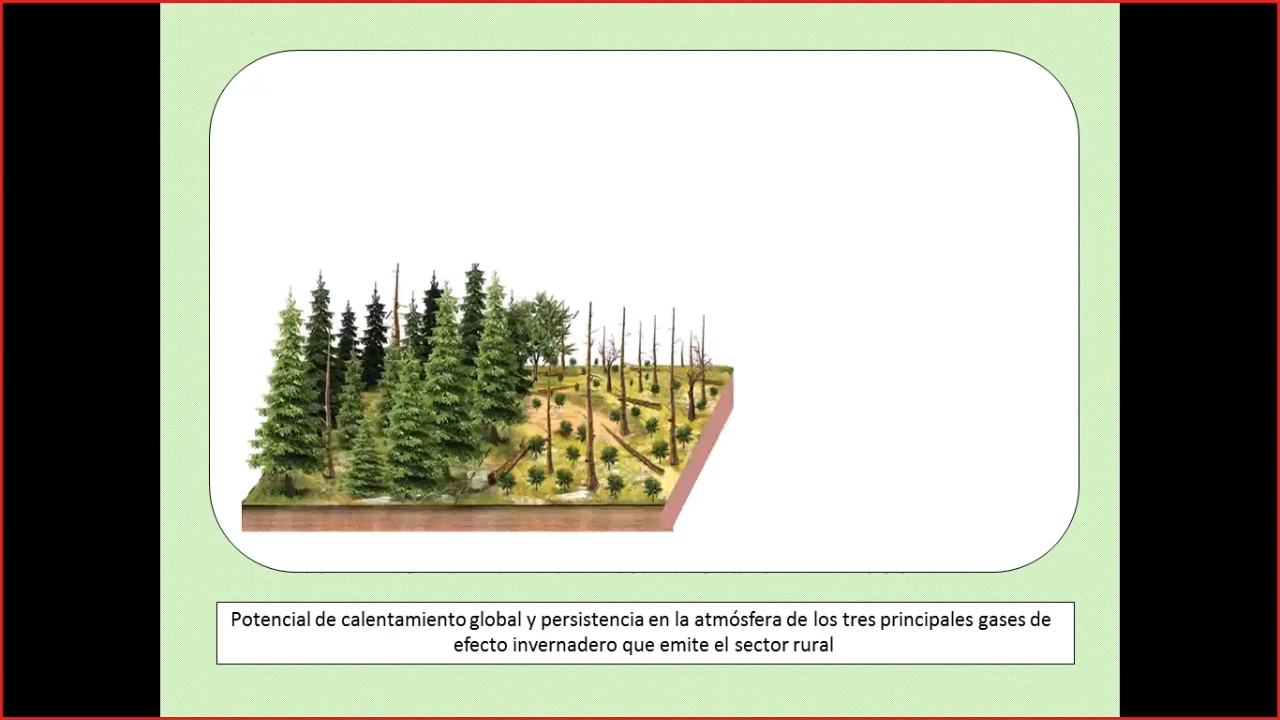 Potencial de calentamiento global y persistencia en la atmósfera de los tres principales gases de
efecto invernadero que emite el sector rural